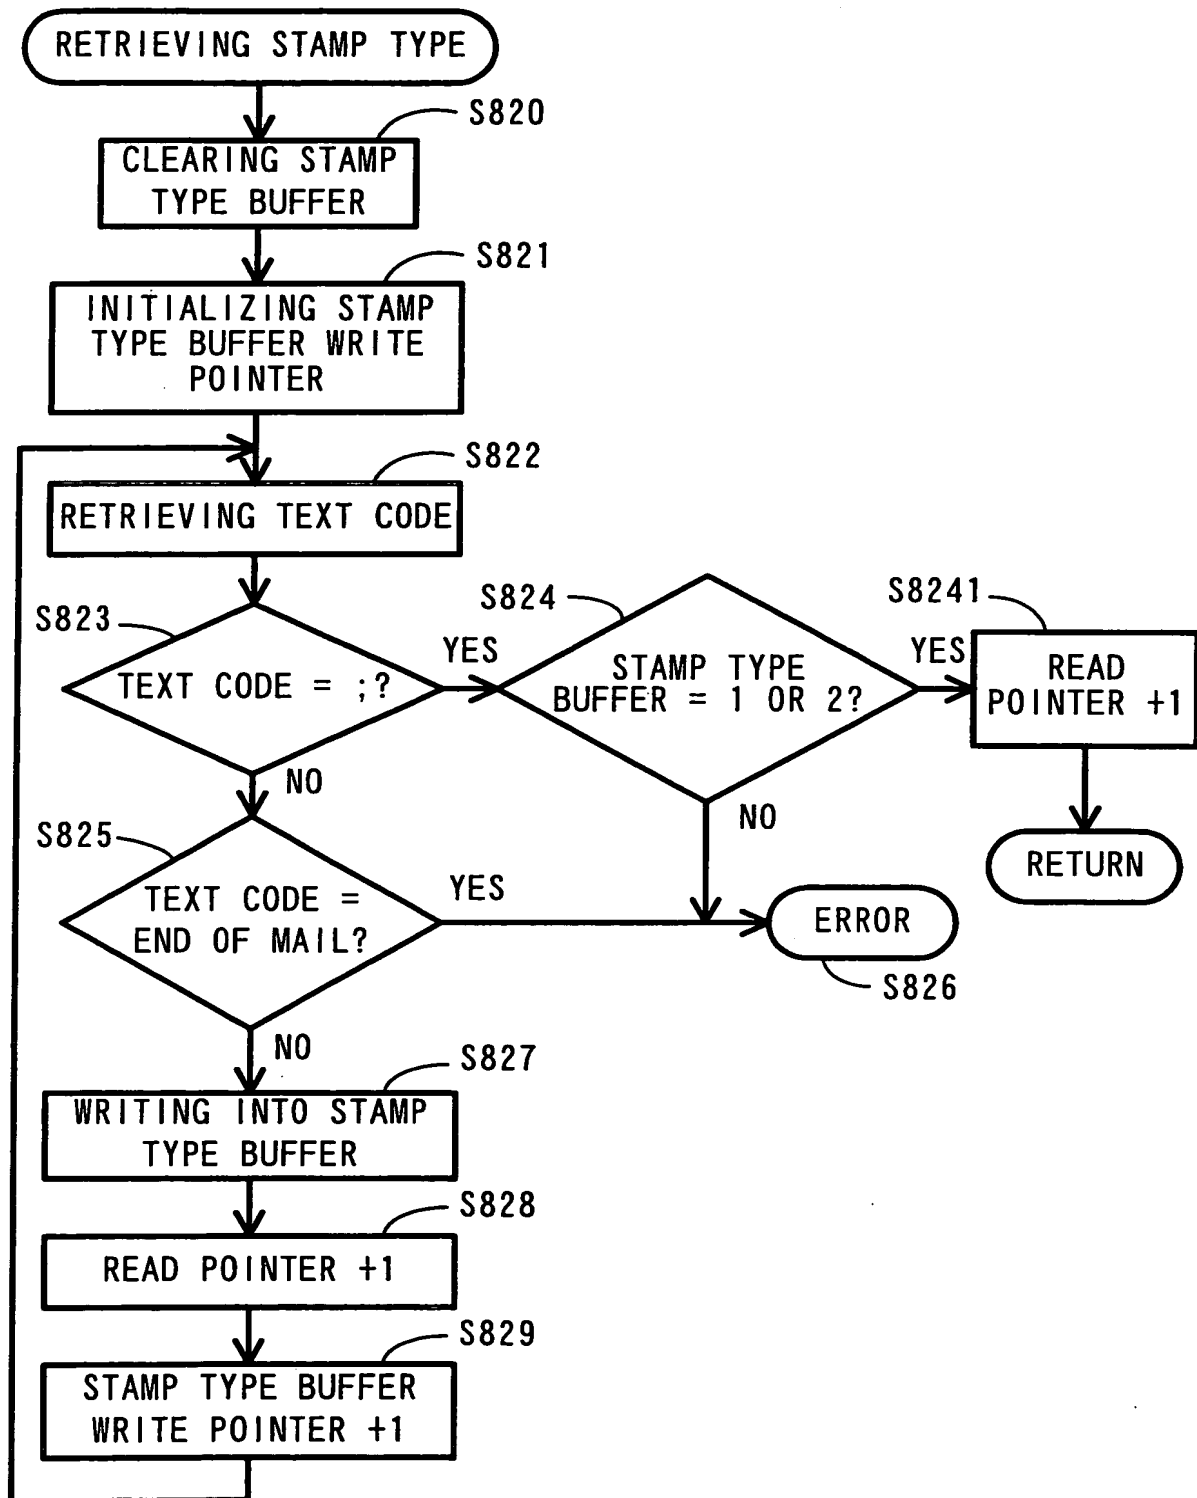 RETRIEVING STAMP TYPE
S820
CLEARING STAMP
TYPE BUFFER
S821
INITIALIZING STAMP
TYPE BUFFER WRITE
POINTER
S822
RETRIEVING TEXT CODE
S823
TEXT CODE = ;?
YES
NO
S824
STAMP TYPE
BUFFER = 1 OR 2?
YES
NO
S8241
READ
POINTER +1
RETURN
S825
TEXT CODE =
END OF MAIL?
YES
NO
ERROR
S826
S827
WRITING INTO STAMP
TYPE BUFFER
S828
READ POINTER +1
S829
STAMP TYPE BUFFER
WRITE POINTER +1